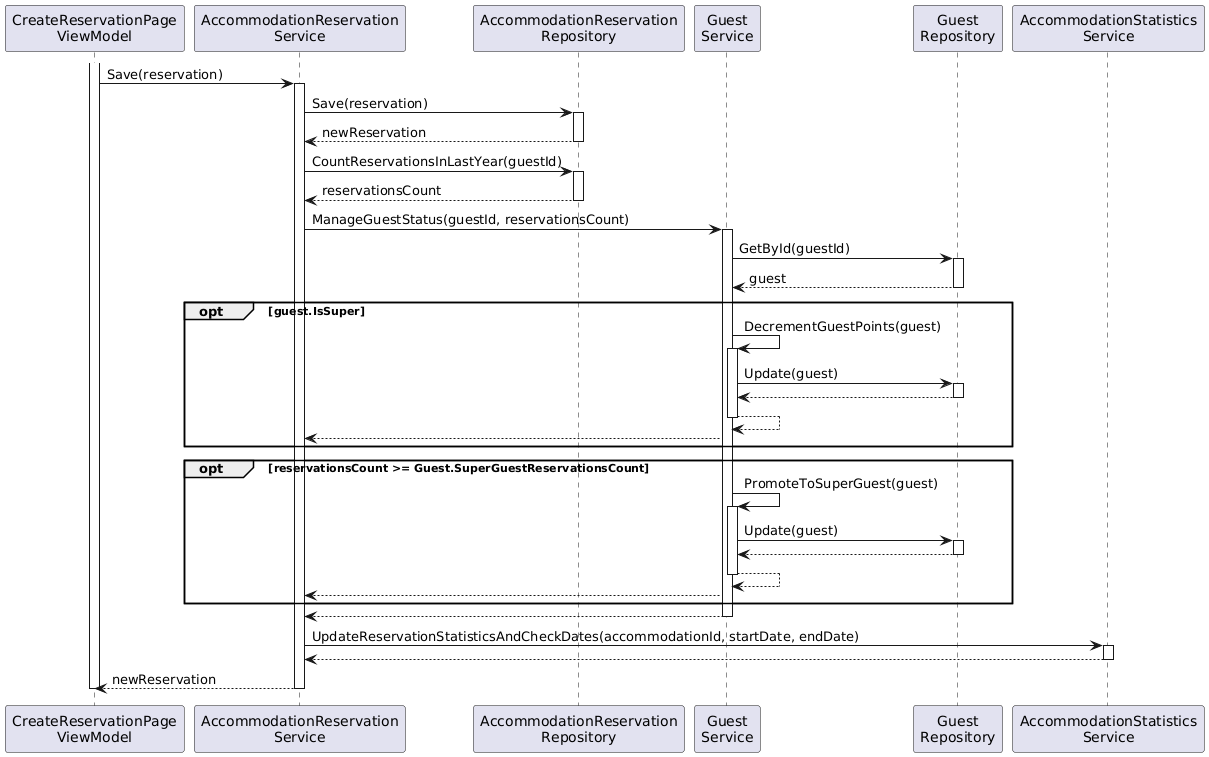 CreateReservationPage
ViewModel
AccommodationReservation
Service
AccommodationReservation
Repository
Guest
Service
Guest
Repository
AccommodationStatistics
Service
Save(reservation)
Save(reservation)
newReservation
CountReservationsInLastYear(guestId)
reservationsCount
ManageGuestStatus(guestId, reservationsCount)
GetById(guestId)
guest
opt [guest.IsSuper]
DecrementGuestPoints(guest)
Update(guest)
opt [reservationsCount >= Guest.SuperGuestReservationsCount]
PromoteToSuperGuest(guest)
Update(guest)
UpdateReservationStatisticsAndCheckDates(accommodationId, startDate, endDate)
newReservation
CreateReservationPage
ViewModel
AccommodationReservation
Service
AccommodationReservation
Repository
Guest
Service
Guest
Repository
AccommodationStatistics
Service